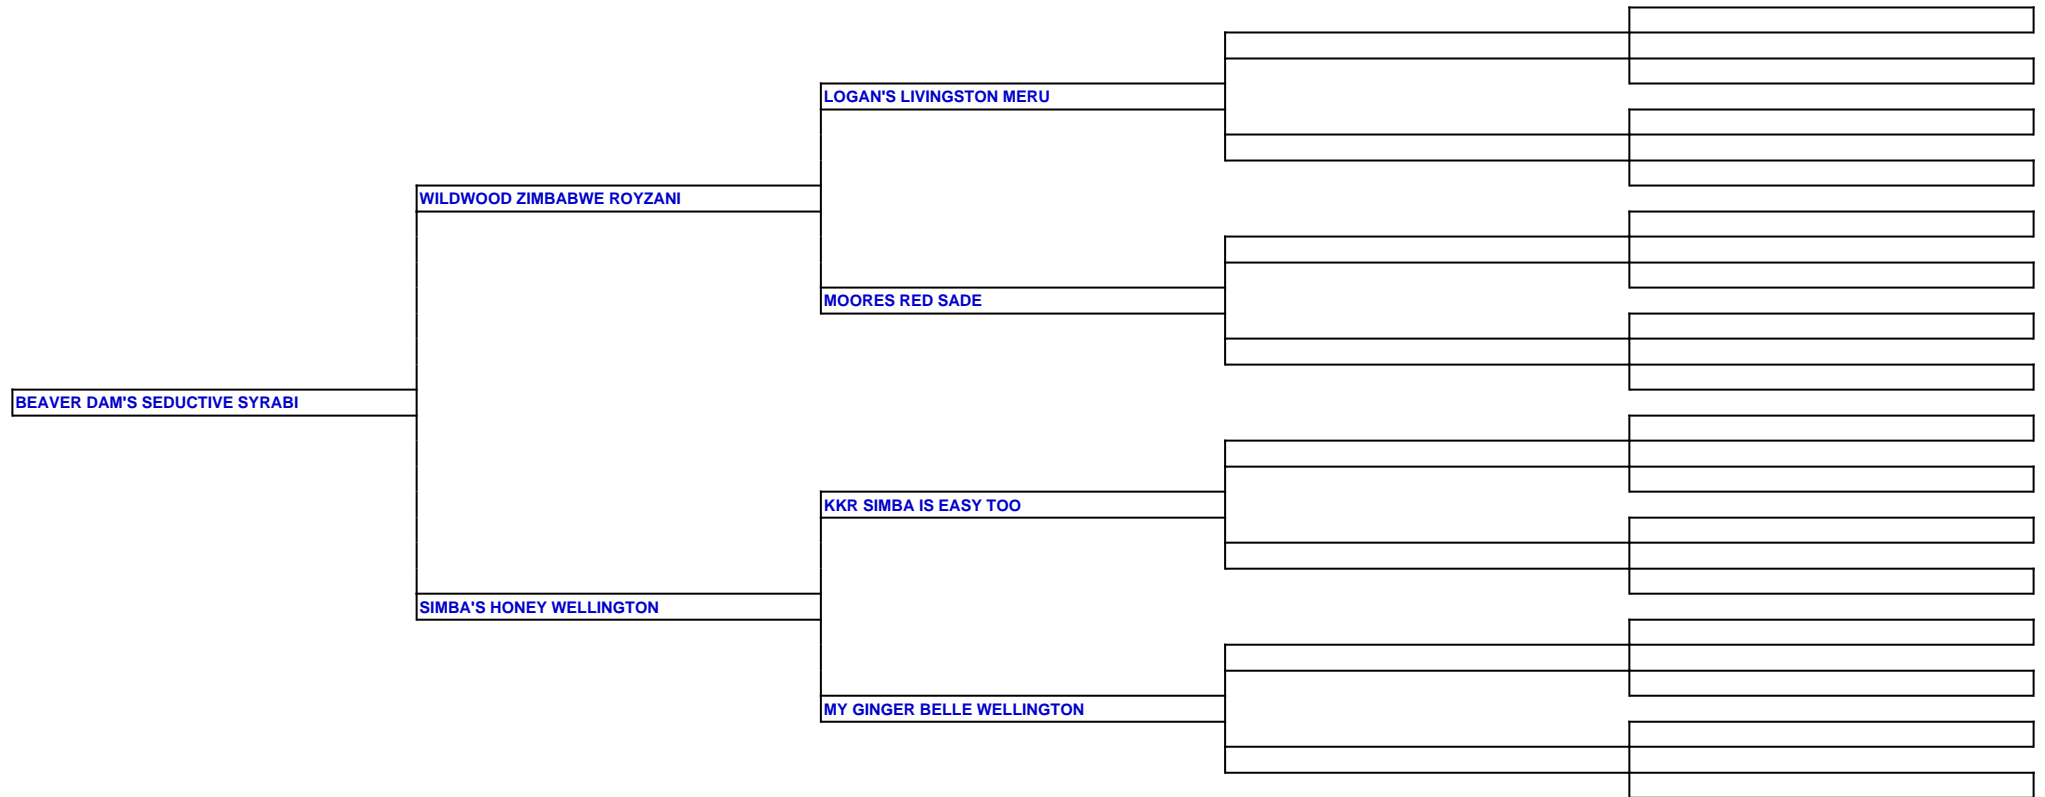 LOGAN'S LIVINGSTON MERU
WILDWOOD ZIMBABWE ROYZANI
MOORES RED SADE
BEAVER DAM'S SEDUCTIVE SYRABI
KKR SIMBA IS EASY TOO
SIMBA'S HONEY WELLINGTON
MY GINGER BELLE WELLINGTON